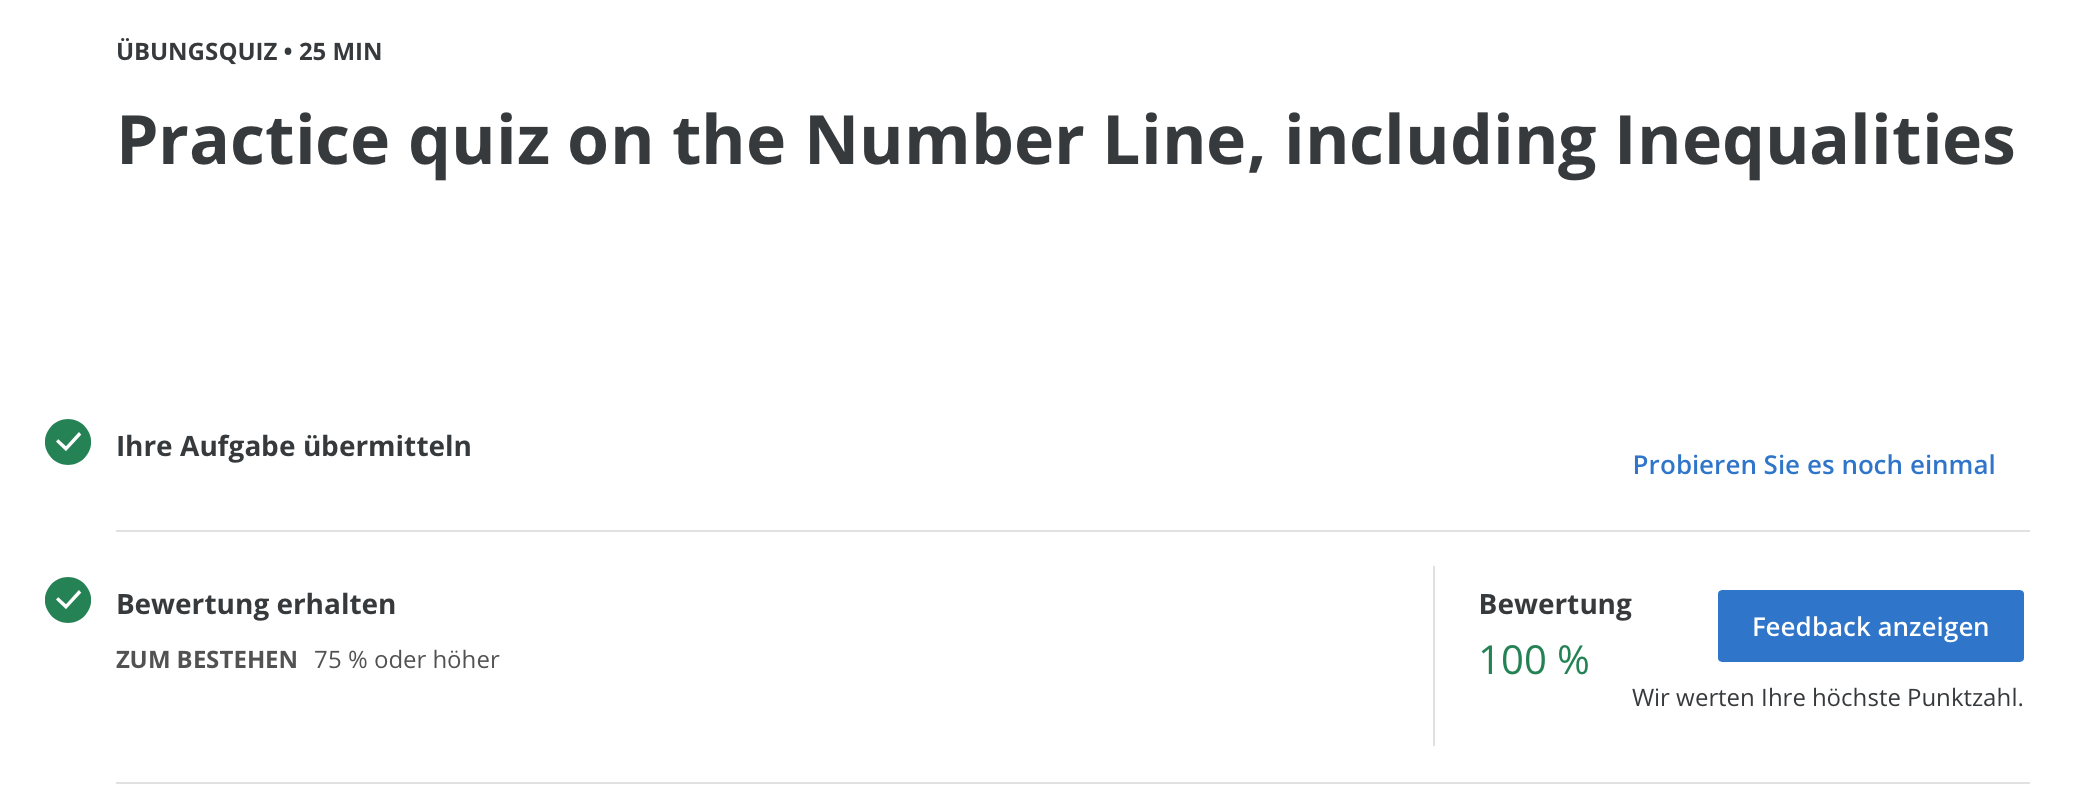 ÜBUNGSQUIZ • 25 MIN
Practice quiz on the Number Line, including Inequalities
Ihre Aufgabe übermitteln
Probieren Sie es noch einmal
Bewertung erhalten
ZUM BESTEHEN 75 % oder höher
Bewertung
100 %
Feedback anzeigen
Wir werten Ihre höchste Punktzahl.